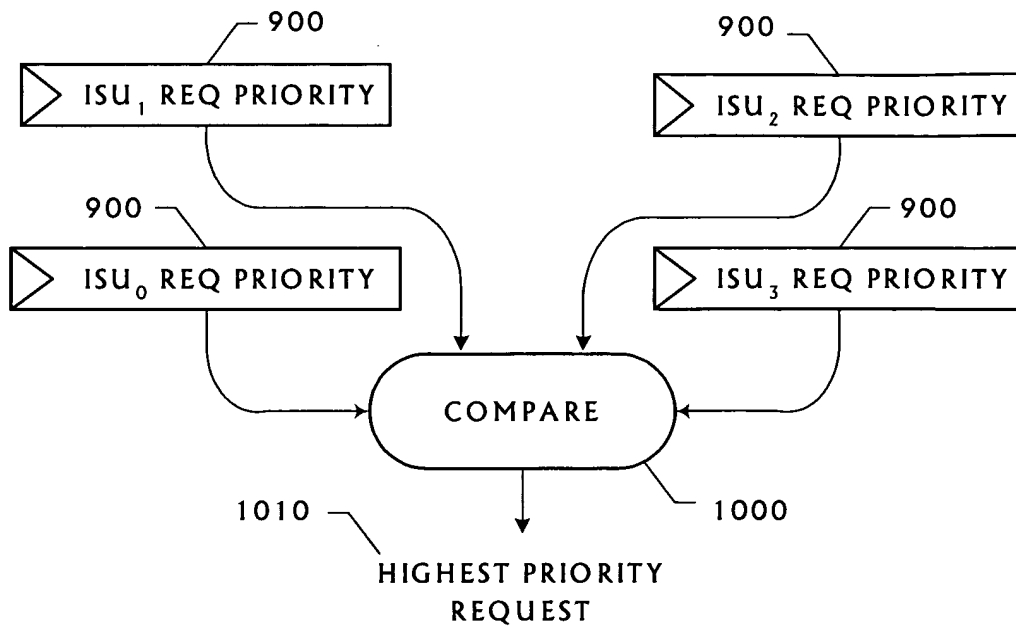 900
900
ISU₁ REQ PRIORITY
ISU₂ REQ PRIORITY
900
900
ISU₀ REQ PRIORITY
ISU₃ REQ PRIORITY
COMPARE
1010
1000
HIGHEST PRIORITY
REQUEST